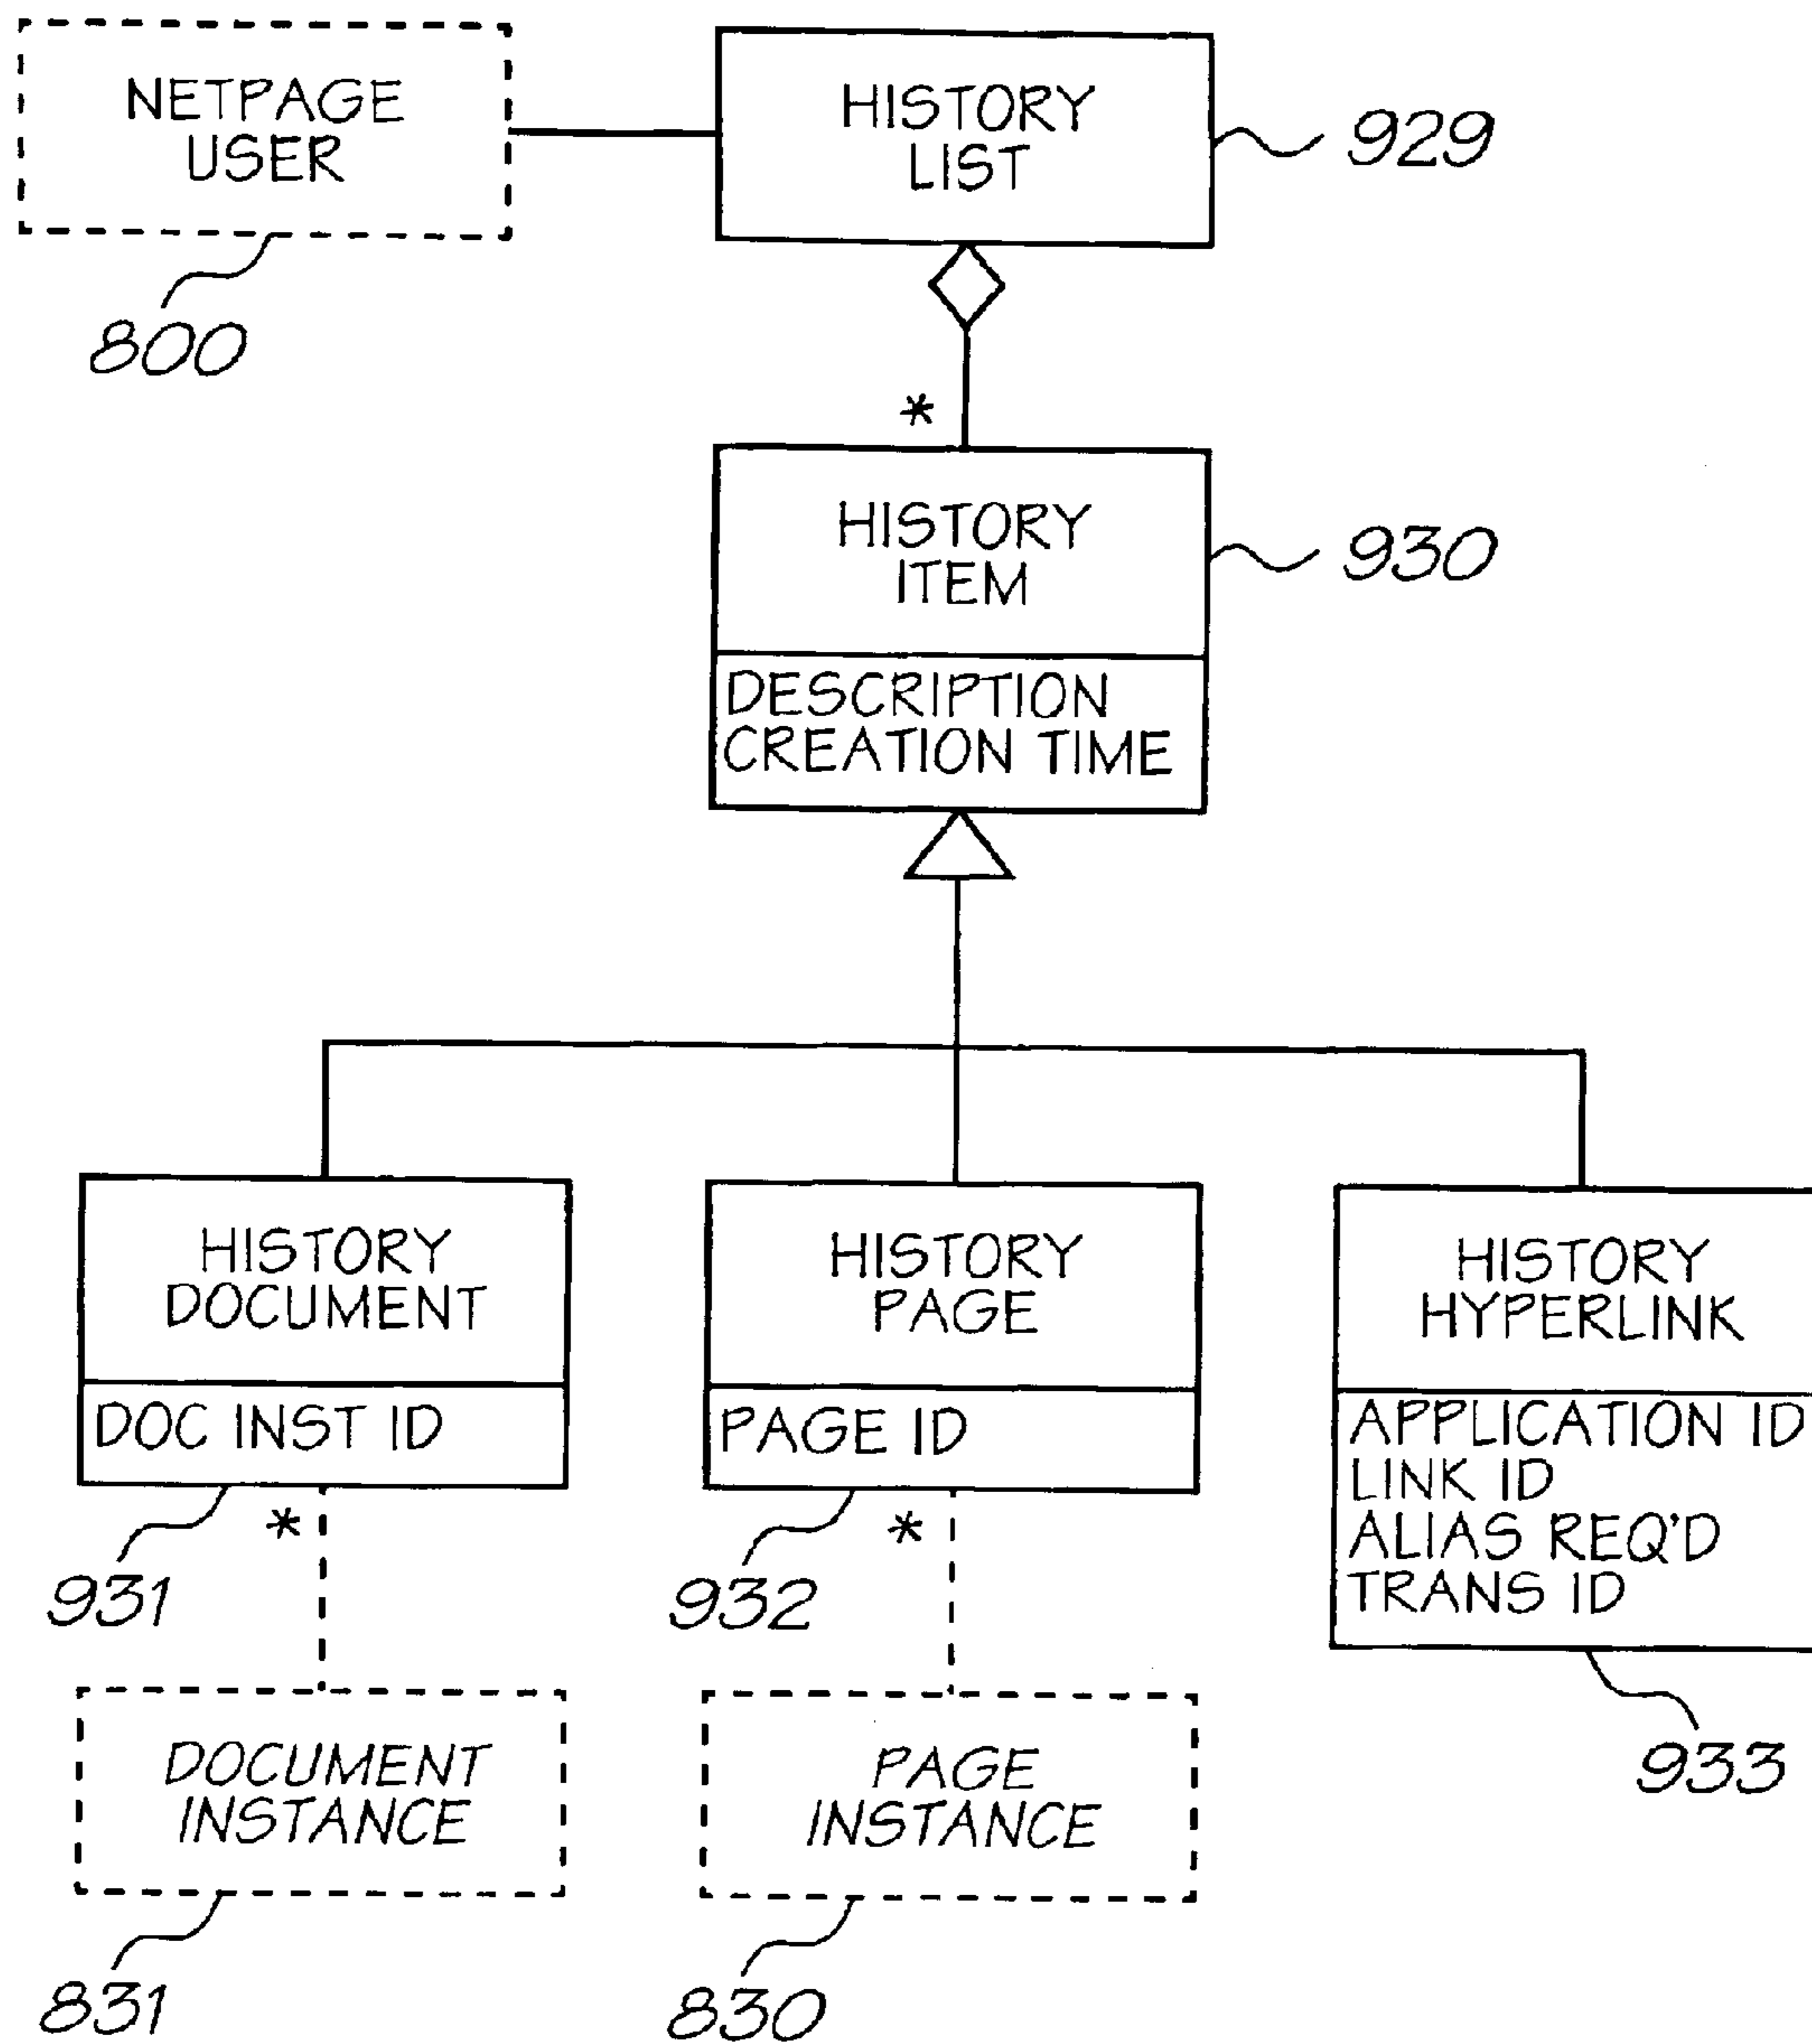 NETPAGE
USER
800
HISTORY
LIST
929
*
HISTORY
ITEM
930
DESCRIPTION
CREATION TIME
HISTORY
DOCUMENT
DOC INST ID
931
*
HISTORY
PAGE
PAGE ID
932
*
HISTORY
HYPERLINK
APPLICATION ID
LINK ID
ALIAS REQ'D
TRANS ID
933
DOCUMENT
INSTANCE
831
PAGE
INSTANCE
830